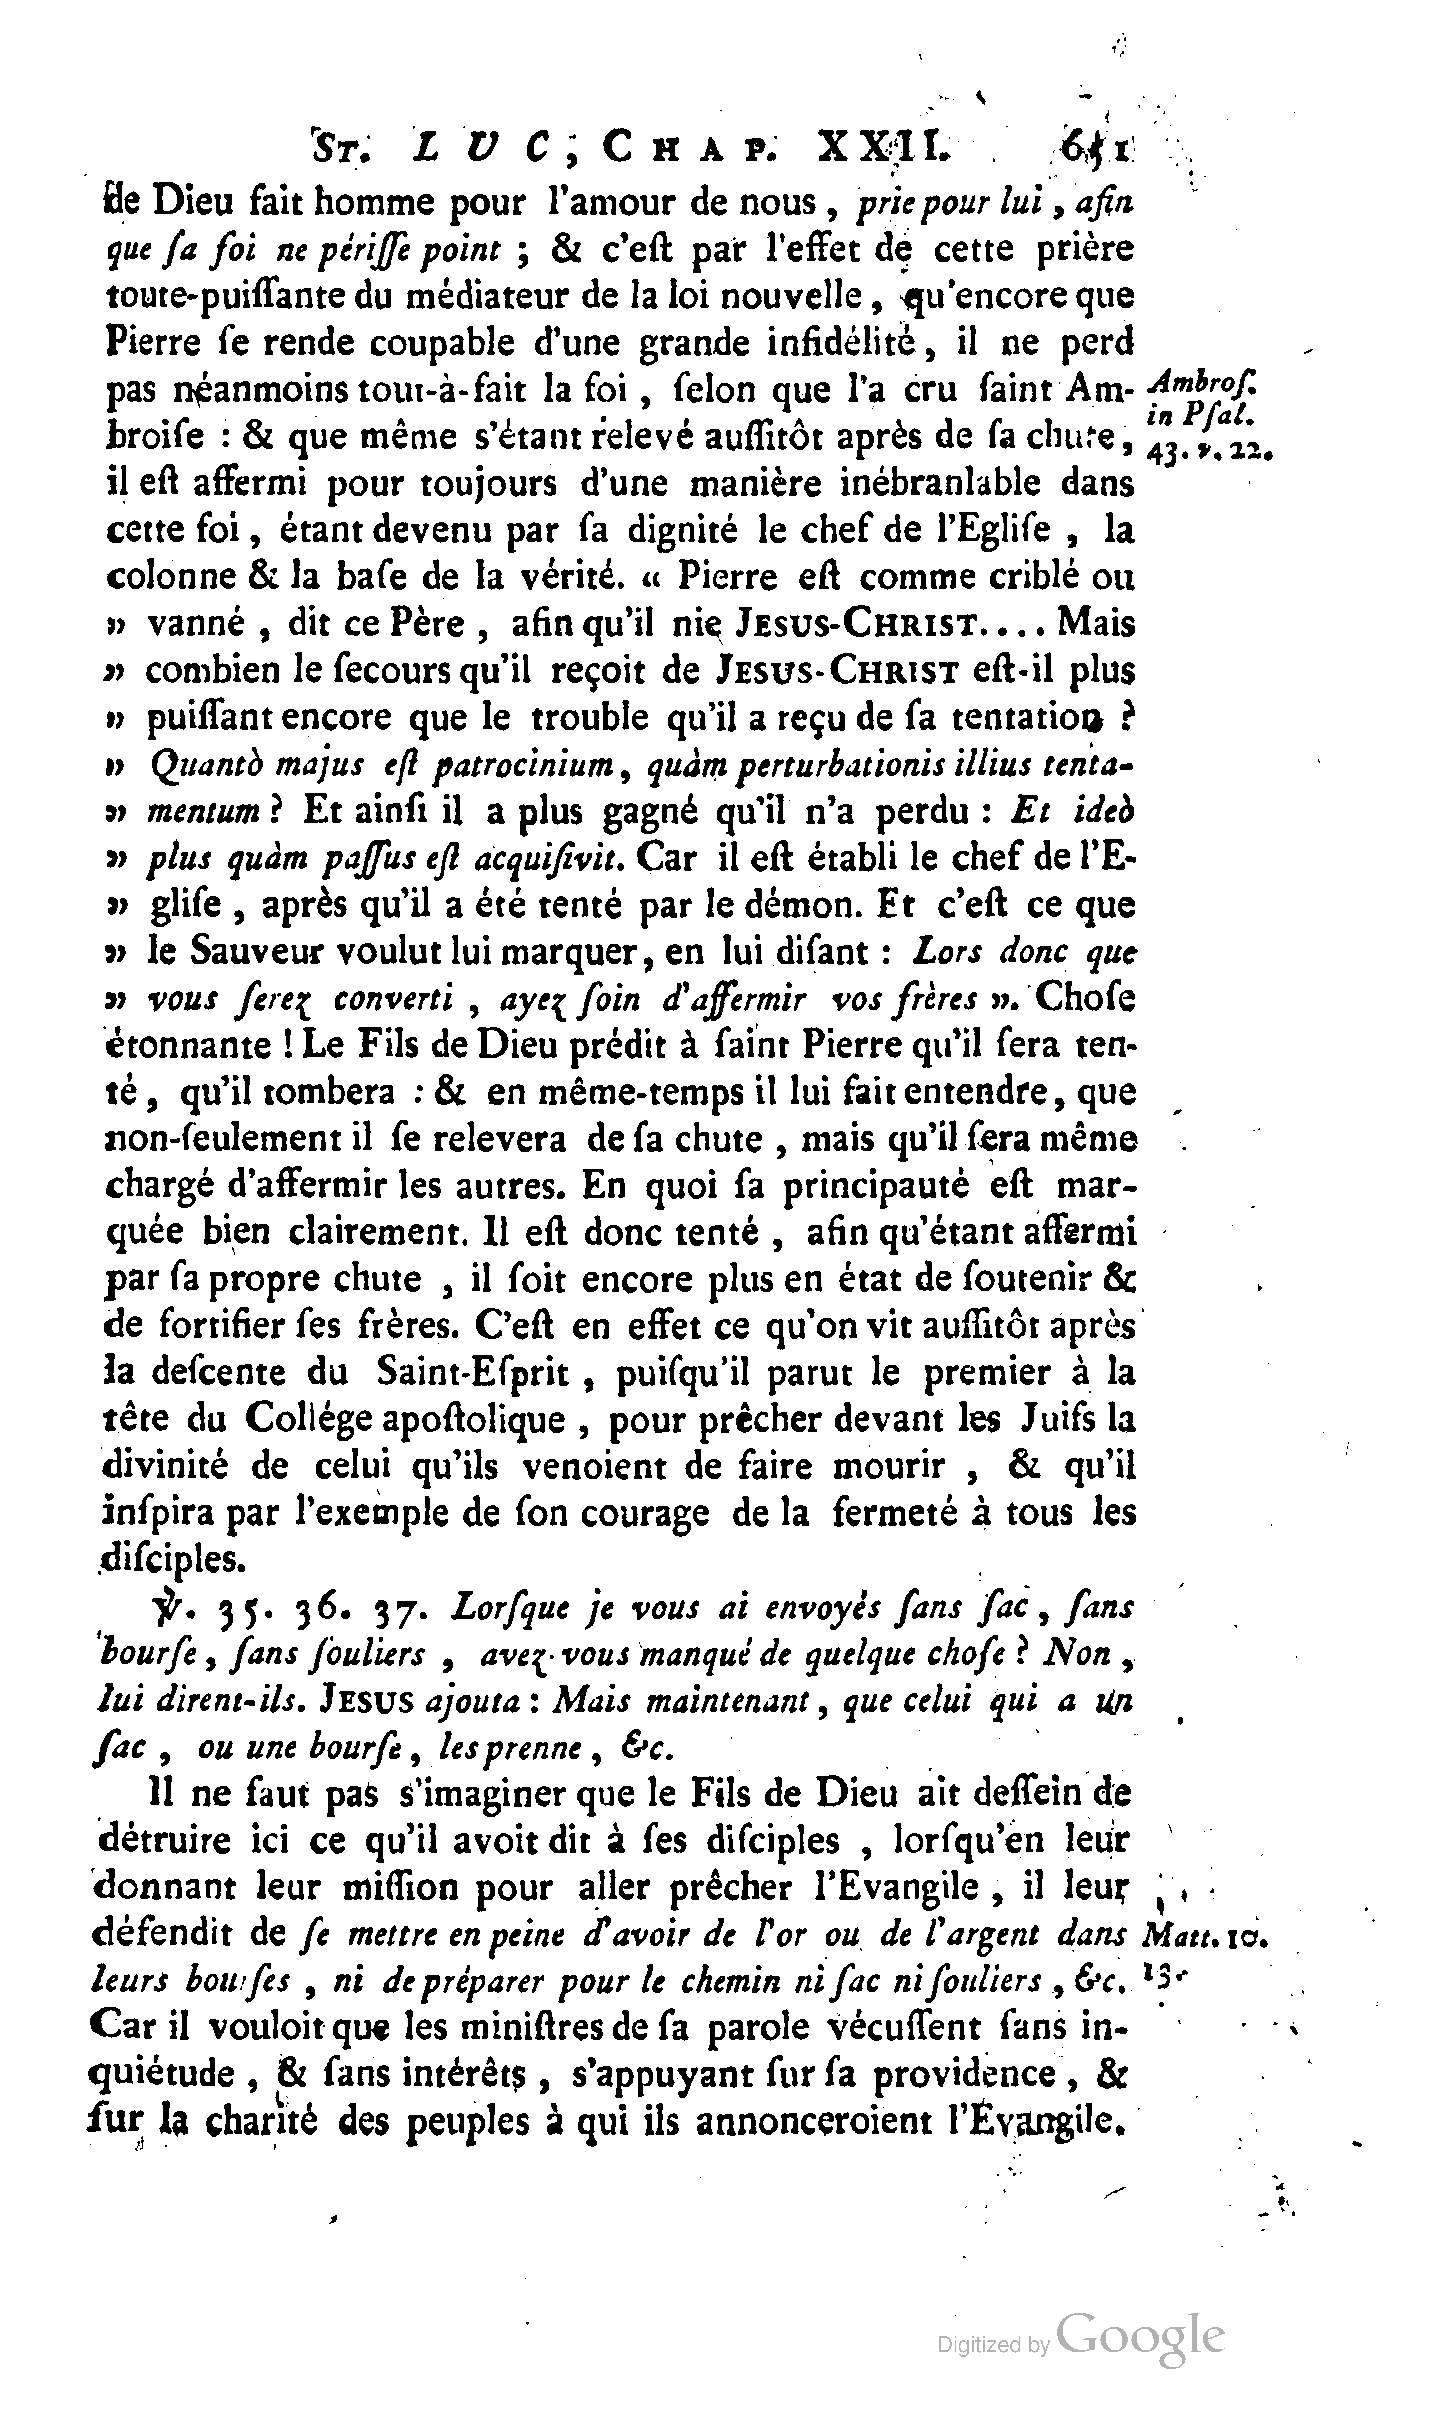 ST. LUC, CHAP. XXII.
de Dieu fait homme pour l'amour de nous, prie pour lui, afin
que ſa foi ne périſſe point ; & c'eſt par l'effet de cette prière
toute-puiſſante du médiateur de la loi nouvelle, qu'encore que
Pierre ſe rende coupable d'une grande infidélité, il ne perd
pas néanmoins tout-à-fait la foi, ſelon que l'a cru ſaint Am-
Ambroſ.
broiſe : & que même s'étant relevé auſſitôt après de ſa chute,
in Pſal.
43. v. 22.
il eſt affermi pour toujours d'une manière inébranlable dans
cette foi, étant devenu par ſa dignité le chef de l'Egliſe, la
colonne & la baſe de la vérité. « Pierre eſt comme criblé ou
» vanné, dit ce Père, afin qu'il nie JESUS-CHRIST.... Mais
» combien le ſecours qu'il reçoit de JESUS-CHRIST eſt-il plus
» puiſſant encore que le trouble qu'il a reçu de ſa tentation ?
» Quantò majus eſt patrocinium, quàm perturbationis illius tenta-
» mentum ? Et ainſi il a plus gagné qu'il n'a perdu : Et ideò
» plus quàm paſſus eſt acquiſivit. Car il eſt établi le chef de l'E-
» gliſe, après qu'il a été tenté par le démon. Et c'eſt ce que
» le Sauveur voulut lui marquer, en lui diſant : Lors donc que
» vous ſerez converti, ayez ſoin d'affermir vos frères ». Choſe
étonnante ! Le Fils de Dieu prédit à ſaint Pierre qu'il ſera ten-
té, qu'il tombera : & en même-temps il lui fait entendre, que
non-ſeulement il ſe relevera de ſa chute, mais qu'il ſera même
chargé d'affermir les autres. En quoi ſa principauté eſt mar-
quée bien clairement. Il eſt donc tenté, afin qu'étant affermi
par ſa propre chute, il ſoit encore plus en état de ſoutenir &
de fortifier ſes frères. C'eſt en effet ce qu'on vit auſſitôt après
la deſcente du Saint-Eſprit, puiſqu'il parut le premier à la
tête du Collége apoſtolique, pour prêcher devant les Juifs la
divinité de celui qu'ils venoient de faire mourir, & qu'il
inſpira par l'exemple de ſon courage de la fermeté à tous les
diſciples.
℣. 35. 36. 37. Lorſque je vous ai envoyés ſans ſac, ſans
bourſe, ſans ſouliers, avez-vous manqué de quelque choſe ? Non,
lui dirent-ils. JESUS ajouta : Mais maintenant, que celui qui a un
ſac, ou une bourſe, les prenne, &c.
Il ne faut pas s'imaginer que le Fils de Dieu ait deſſein de
détruire ici ce qu'il avoit dit à ſes diſciples, lorſqu'en leur
donnant leur miſſion pour aller prêcher l'Evangile, il leur
défendit de ſe mettre en peine d'avoir de l'or ou de l'argent dans
Matt. 10.
leurs bourſes, ni de préparer pour le chemin ni ſac ni ſouliers, &c.
13.
Car il vouloit que les miniſtres de ſa parole vécuſſent ſans in-
quiétude, & ſans intérêts, s'appuyant ſur ſa providence, &
ſur la charité des peuples à qui ils annonceroient l'Évangile.
Digitized by Google